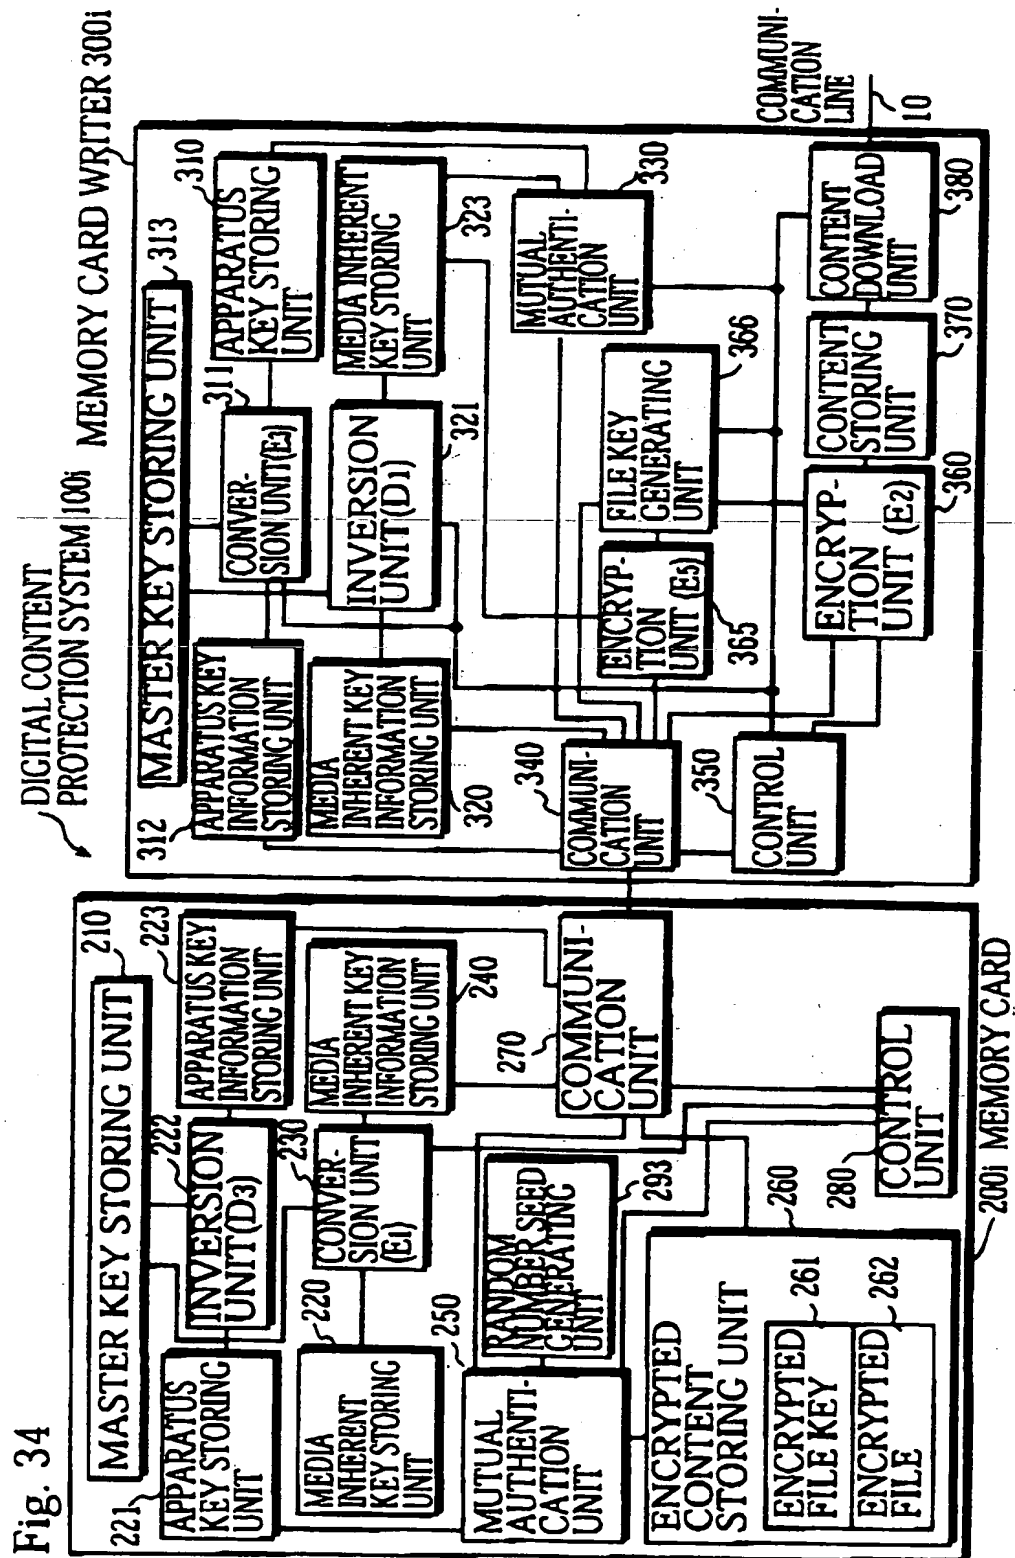 Fig. 34
DIGITAL CONTENT
PROTECTION SYSTEM 100i
MASTER KEY STORING UNIT
210
221
APPARATUS
KEY STORING
UNIT
222
INVERSION
UNIT(D3)
223
APPARATUS KEY
INFORMATION
STORING UNIT
MEDIA
INHERENT
KEY STORING
UNIT
220
230
CONVER-
SION UNIT
(E1)
MEDIA
INHERENT KEY
INFORMATION
STORING UNIT
240
250
MUTUAL
AUTHENTI-
CATION
UNIT
RANDOM
NUMBER SEED
GENERATING
UNIT
293
270
COMMUNI-
CATION
UNIT
ENCRYPTED
CONTENT
STORING UNIT
260
ENCRYPTED
FILE KEY
261
ENCRYPTED
FILE
262
280
CONTROL
UNIT
200i MEMORY CARD
MEMORY CARD WRITER 300i
MASTER KEY STORING UNIT
313
312
APPARATUS KEY
INFORMATION
STORING UNIT
311
CONVER-
SION UNIT(E3)
310
APPARATUS
KEY STORING
UNIT
MEDIA
INHERENT KEY
INFORMATION
STORING UNIT
320
INVERSION
UNIT(D1)
321
MEDIA INHERENT
KEY STORING
UNIT
323
340
COMMUNI-
CATION
UNIT
ENCRYP-
TION
UNIT (E5)
365
FILE KEY
GENERATING
UNIT
366
MUTUAL
AUTHENTI-
CATION
UNIT
330
350
CONTROL
UNIT
ENCRYP-
TION
UNIT (E2)
360
CONTENT
STORING
UNIT
370
CONTENT
DOWNLOAD
UNIT
380
COMMUNI-
CATION
LINE
10